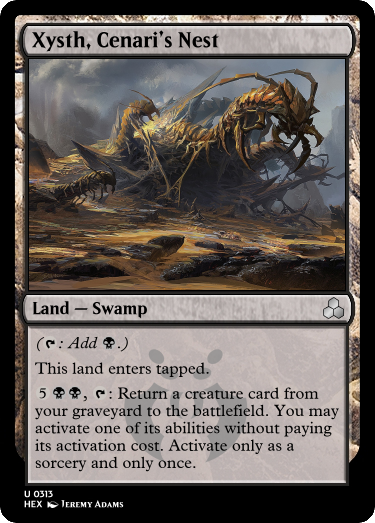 Xysth, Cenari's Nest
Land — Swamp
(: Add .)
This land enters tapped.
5 , : Return a creature card from
your graveyard to the battlefield. You may
activate one of its abilities without paying
its activation cost. Activate only as a
sorcery and only once.
U 0313
HEX Jeremy Adams